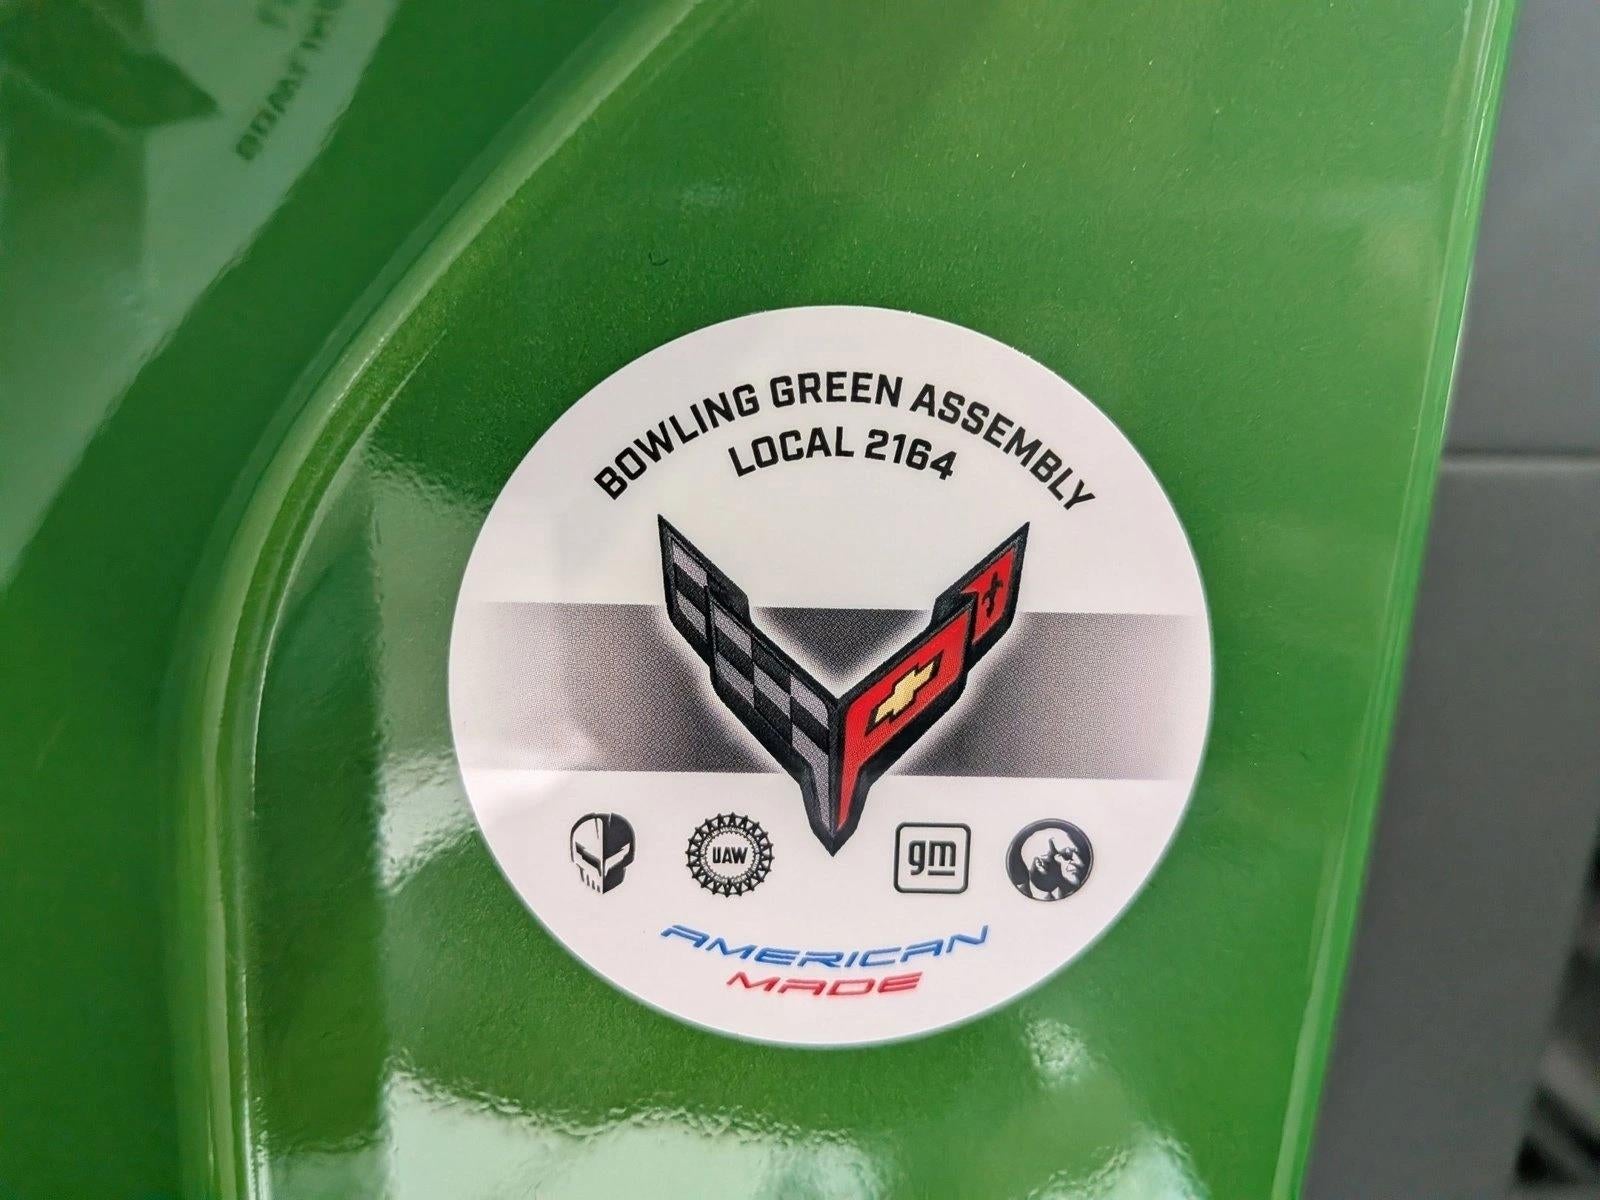 BOWLING GREEN ASSEMBLY
LOCAL 2164
UAW
gm
AMERICAN
MADE